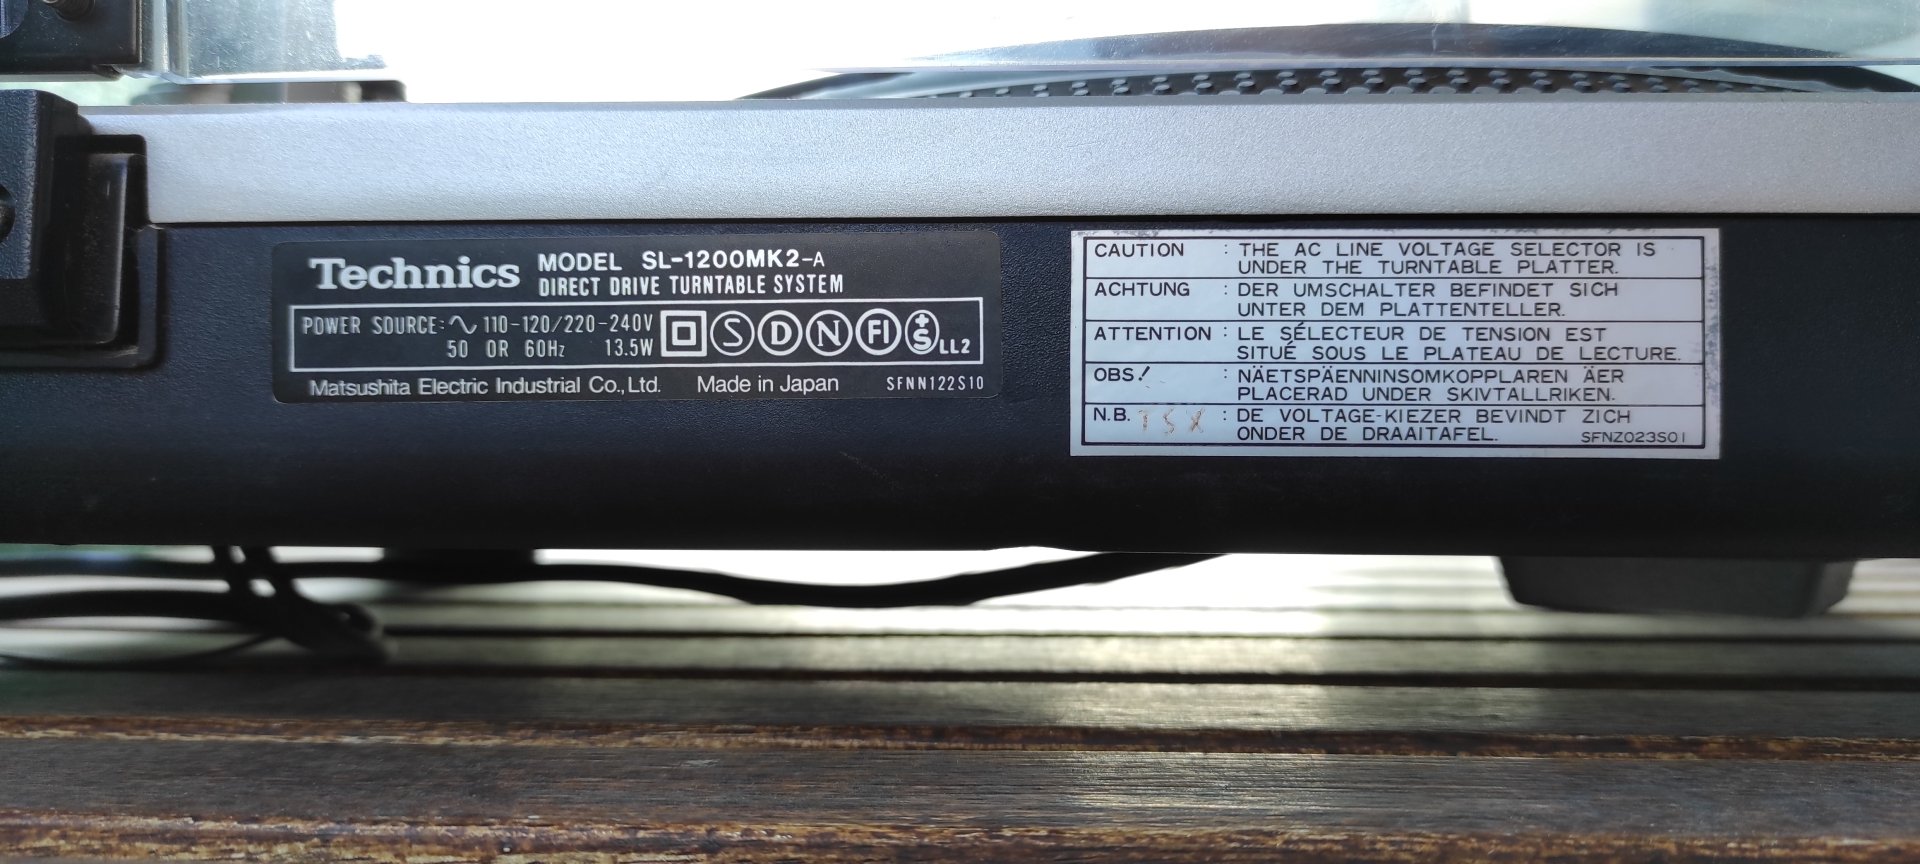 Technics MODEL SL-1200MK2-A
DIRECT DRIVE TURNTABLE SYSTEM
POWER SOURCE: 110-120/220-240V
50 OR 60Hz 13.5W
S D N FI +S LL2
Matsushita Electric Industrial Co., Ltd. Made in Japan SFNN122S10
CAUTION : THE AC LINE VOLTAGE SELECTOR IS
UNDER THE TURNTABLE PLATTER.
ACHTUNG : DER UMSCHALTER BEFINDET SICH
UNTER DEM PLATTENTELLER.
ATTENTION : LE SÉLECTEUR DE TENSION EST
SITUÉ SOUS LE PLATEAU DE LECTURE.
OBS! : NÄETSPÄENNINSOMKOPPLAREN ÄER
PLACERAD UNDER SKIVTALLRIKEN.
N.B. TSX : DE VOLTAGE-KIEZER BEVINDT ZICH
ONDER DE DRAAITAFEL. SFNZ023S01